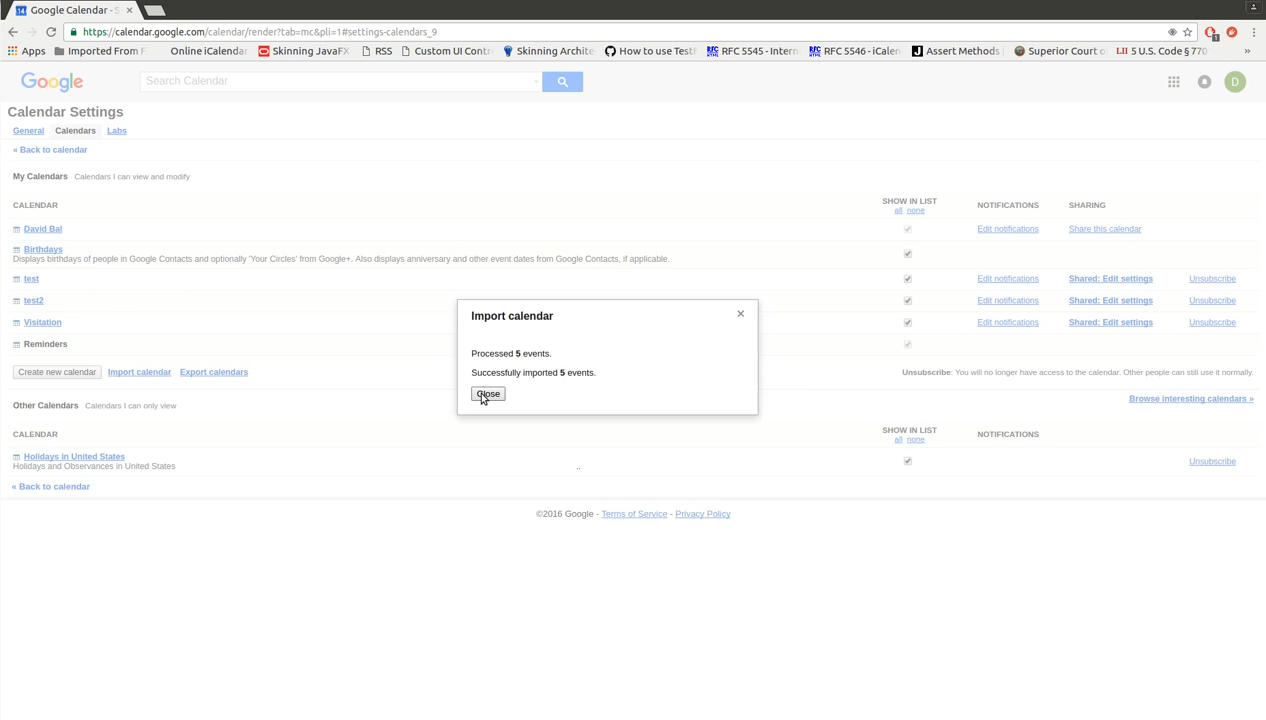 Google Calendar - S
https://calendar.google.com/calendar/render?tab=mc&pli=1#settings-calendars_9
Apps Imported From F Online iCalendar Skinning JavaFX RSS Custom UI Contr Skinning Archite How to use TestF RFC 5545 - Intern RFC 5546 - iCalen Assert Methods Superior Court o LII 5 U.S. Code § 770 »
Google Search Calendar D
Calendar Settings
General Calendars Labs
« Back to calendar
My Calendars Calendars I can view and modify
CALENDAR SHOW IN LIST NOTIFICATIONS SHARING
all none
David Bal Edit notifications Share this calendar
Birthdays
Displays birthdays of people in Google Contacts and optionally 'Your Circles' from Google+. Also displays anniversary and other event dates from Google Contacts, if applicable.
test Edit notifications Shared: Edit settings Unsubscribe
test2 Edit notifications Shared: Edit settings Unsubscribe
Visitation Edit notifications Shared: Edit settings Unsubscribe
Reminders
Import calendar
Processed 5 events.
Successfully imported 5 events.
Close
Create new calendar Import calendar Export calendars Unsubscribe: You will no longer have access to the calendar. Other people can still use it normally.
Other Calendars Calendars I can only view Browse interesting calendars »
CALENDAR SHOW IN LIST NOTIFICATIONS
all none
Holidays in United States Unsubscribe
Holidays and Observances in United States
« Back to calendar
©2016 Google - Terms of Service - Privacy Policy